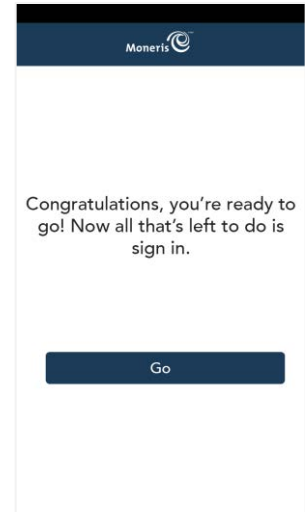 Moneris
Congratulations, you’re ready to
go! Now all that’s left to do is
sign in.
Go